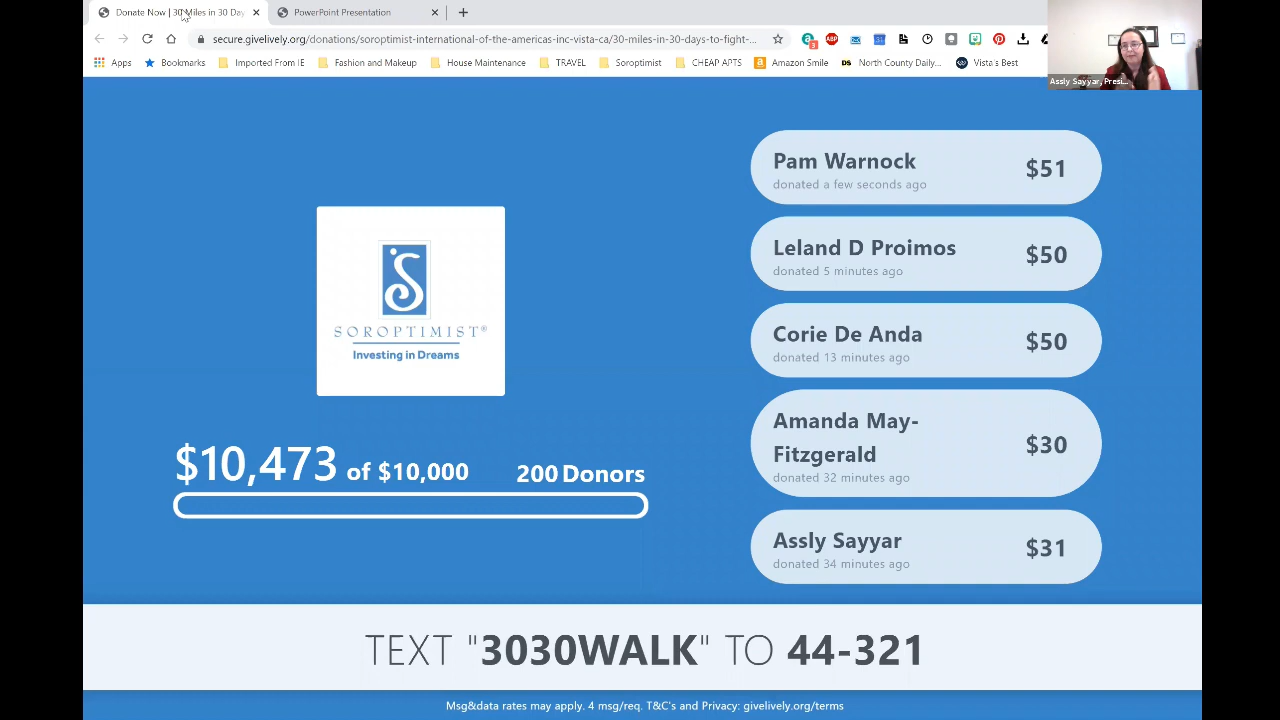 Donate Now | 30 Miles in 30 Day
PowerPoint Presentation
secure.givelively.org/donations/soroptimist-international-of-the-americas-inc-vista-ca/30-miles-in-30-days-to-fight-...
ABP
3
Apps
Bookmarks
Imported From IE
Fashion and Makeup
House Maintenance
TRAVEL
Soroptimist
CHEAP APTS
Amazon Smile
DS
North County Daily...
Vista's Best
Assly Sayyar, Presi...
Pam Warnock
donated a few seconds ago
$51
Leland D Proimos
donated 5 minutes ago
$50
Corie De Anda
donated 13 minutes ago
$50
Amanda May-
Fitzgerald
donated 32 minutes ago
$30
Assly Sayyar
donated 34 minutes ago
$31
SOROPTIMIST®
Investing in Dreams
$10,473 of $10,000
200 Donors
TEXT "3030WALK" TO 44-321
Msg&data rates may apply. 4 msg/req. T&C's and Privacy: givelively.org/terms